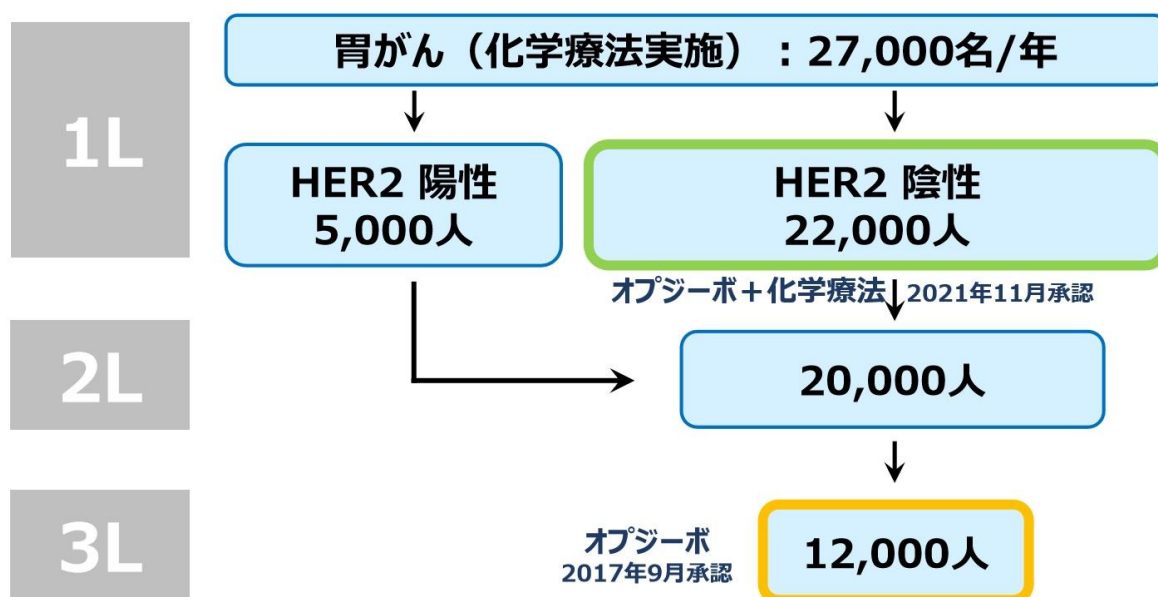 胃がん（化学療法実施）：27,000名/年
1L
HER2 陽性
5,000人
HER2 陰性
22,000人
オプジーボ＋化学療法 2021年11月承認
2L
20,000人
3L
オプジーボ
2017年9月承認
12,000人